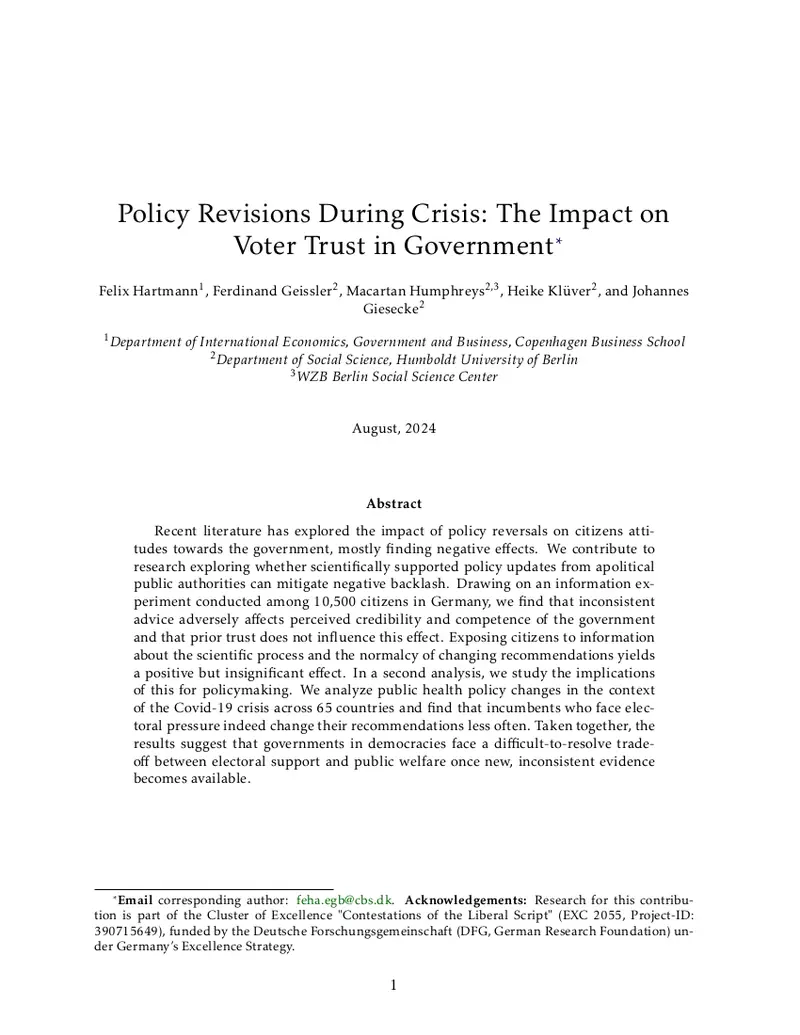 Policy Revisions During Crisis: The Impact on
Voter Trust in Government*
Felix Hartmann1, Ferdinand Geissler2, Macartan Humphreys2,3, Heike Klüver2, and Johannes
Giesecke2
1Department of International Economics, Government and Business, Copenhagen Business School
2Department of Social Science, Humboldt University of Berlin
3WZB Berlin Social Science Center
August, 2024
Abstract
Recent literature has explored the impact of policy reversals on citizens atti-
tudes towards the government, mostly finding negative effects. We contribute to
research exploring whether scientifically supported policy updates from apolitical
public authorities can mitigate negative backlash. Drawing on an information ex-
periment conducted among 10,500 citizens in Germany, we find that inconsistent
advice adversely affects perceived credibility and competence of the government
and that prior trust does not influence this effect. Exposing citizens to information
about the scientific process and the normalcy of changing recommendations yields
a positive but insignificant effect. In a second analysis, we study the implications
of this for policymaking. We analyze public health policy changes in the context
of the Covid-19 crisis across 65 countries and find that incumbents who face elec-
toral pressure indeed change their recommendations less often. Taken together, the
results suggest that governments in democracies face a difficult-to-resolve trade-
off between electoral support and public welfare once new, inconsistent evidence
becomes available.
*Email corresponding author: feha.egb@cbs.dk. Acknowledgements: Research for this contribu-
tion is part of the Cluster of Excellence "Contestations of the Liberal Script" (EXC 2055, Project-ID:
390715649), funded by the Deutsche Forschungsgemeinschaft (DFG, German Research Foundation) un-
der Germany's Excellence Strategy.
1